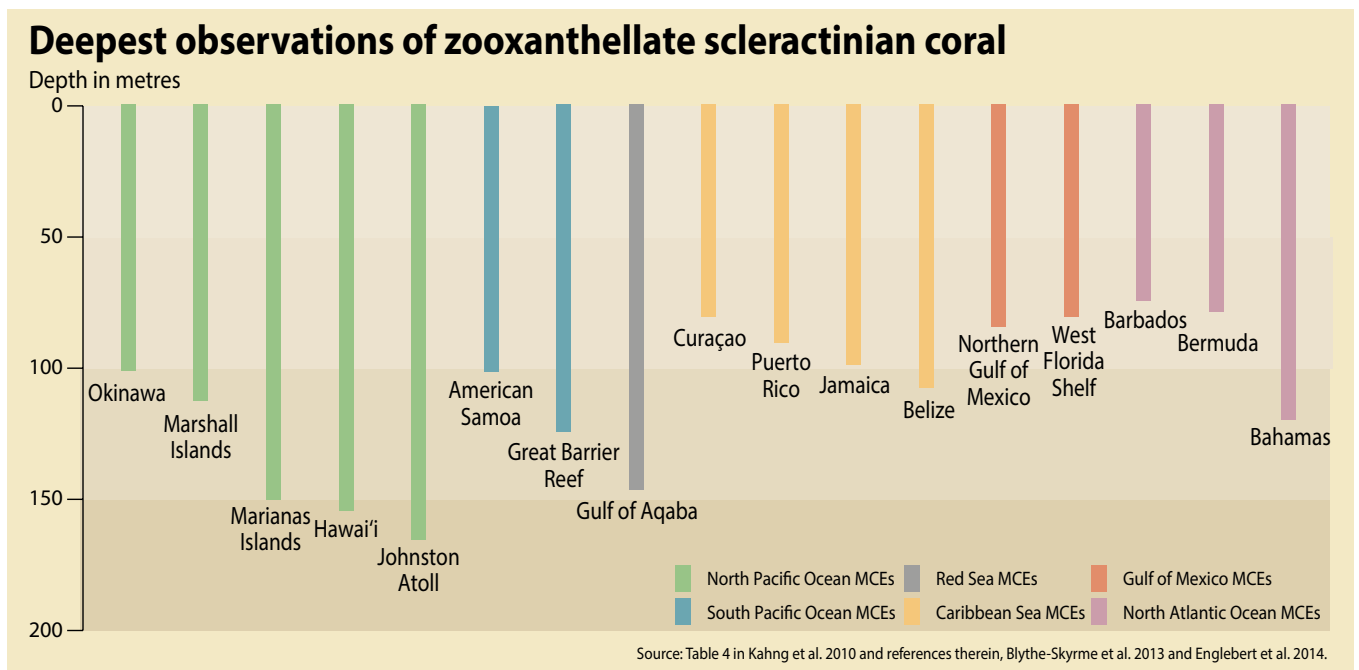 Deepest observations of zooxanthellate scleractinian coral
Depth in metres
0
50
100
150
200
Okinawa
Marshall
Islands
Marianas
Islands
Hawai‘i
Johnston
Atoll
American
Samoa
Great Barrier
Reef
Gulf of Aqaba
Curaçao
Puerto
Rico
Jamaica
Belize
Northern
Gulf of
Mexico
West
Florida
Shelf
Barbados
Bermuda
Bahamas
North Pacific Ocean MCEs
South Pacific Ocean MCEs
Red Sea MCEs
Caribbean Sea MCEs
Gulf of Mexico MCEs
North Atlantic Ocean MCEs
Source: Table 4 in Kahng et al. 2010 and references therein, Blythe-Skyrme et al. 2013 and Englebert et al. 2014.